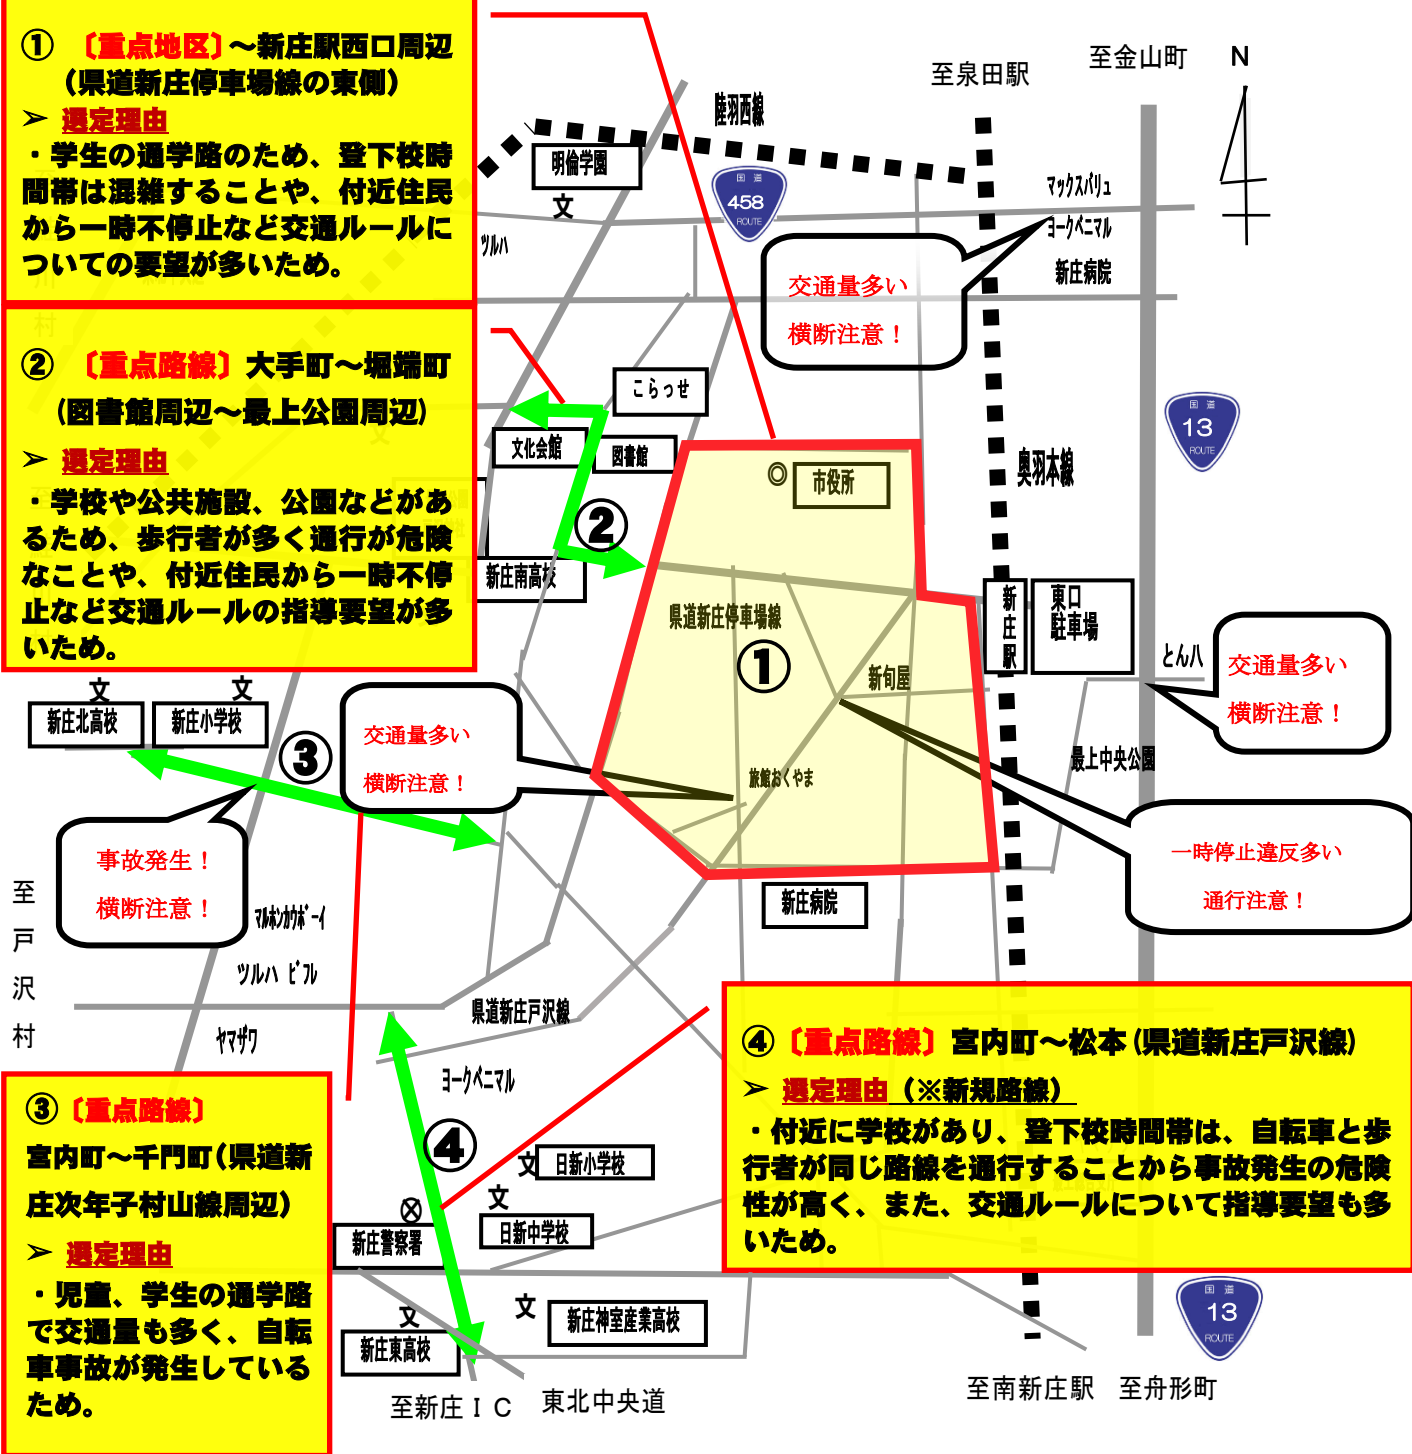 ① 〔重点地区〕～新庄駅西口周辺
（県道新庄停車場線の東側）
➢ 選定理由
・学生の通学路のため、登下校時
間帯は混雑することや、付近住民
から一時不停止など交通ルールに
ついての要望が多いため。
② 〔重点路線〕大手町～堀端町
(図書館周辺～最上公園周辺)
➢ 選定理由
・学校や公共施設、公園などがあ
るため、歩行者が多く通行が危険
なことや、付近住民から一時不停
止など交通ルールの指導要望が多
いため。
至泉田駅
至金山町
N
陸羽西線
明倫学園
文
国道
458
ROUTE
マックスバリュ
ヨークベニマル
新庄病院
ツルハ
交通量多い
横断注意！
こらっせ
文化会館
図書館
②
新庄南高校
市役所
国道
13
ROUTE
奥羽本線
県道新庄停車場線
①
新旬屋
新庄駅
東口
駐車場
とん八
交通量多い
横断注意！
文
文
新庄北高校
新庄小学校
③
交通量多い
横断注意！
旅館おくやま
最上中央公園
事故発生！
横断注意！
一時停止違反多い
通行注意！
至戸沢村
新庄病院
マルホンカウボーイ
ツルハ ビフル
ヤマザワ
県道新庄戸沢線
ヨークベニマル
③〔重点路線〕
宮内町～千門町(県道新
庄次年子村山線周辺）
➢ 選定理由
・児童、学生の通学路
で交通量も多く、自転
車事故が発生している
ため。
④〔重点路線〕宮内町～松本(県道新庄戸沢線)
➢ 選定理由（※新規路線）
・付近に学校があり、登下校時間帯は、自転車と歩
行者が同じ路線を通行することから事故発生の危険
性が高く、また、交通ルールについて指導要望も多
いため。
④
文
日新小学校
文
日新中学校
新庄警察署
文
新庄東高校
文
新庄神室産業高校
国道
13
ROUTE
至新庄ＩＣ
東北中央道
至南新庄駅
至舟形町